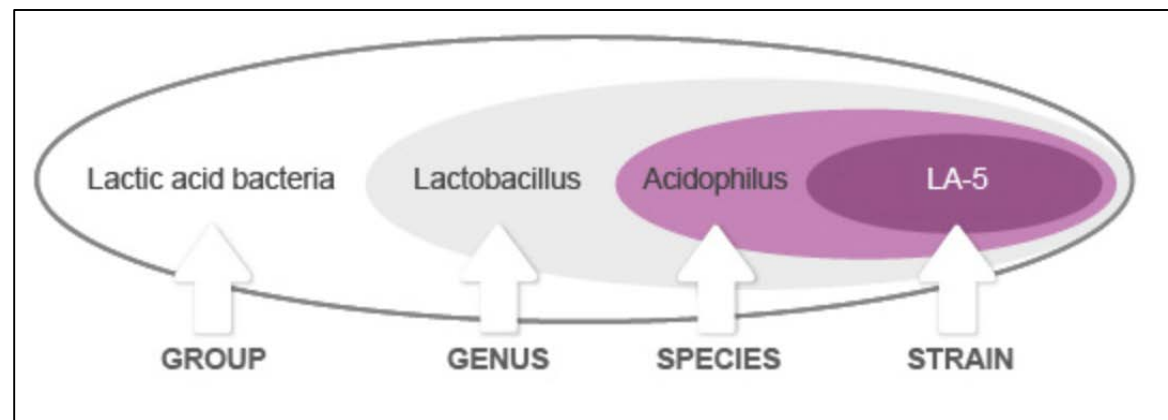 Lactic acid bacteria
Lactobacillus
Acidophilus
LA-5
GROUP
GENUS
SPECIES
STRAIN